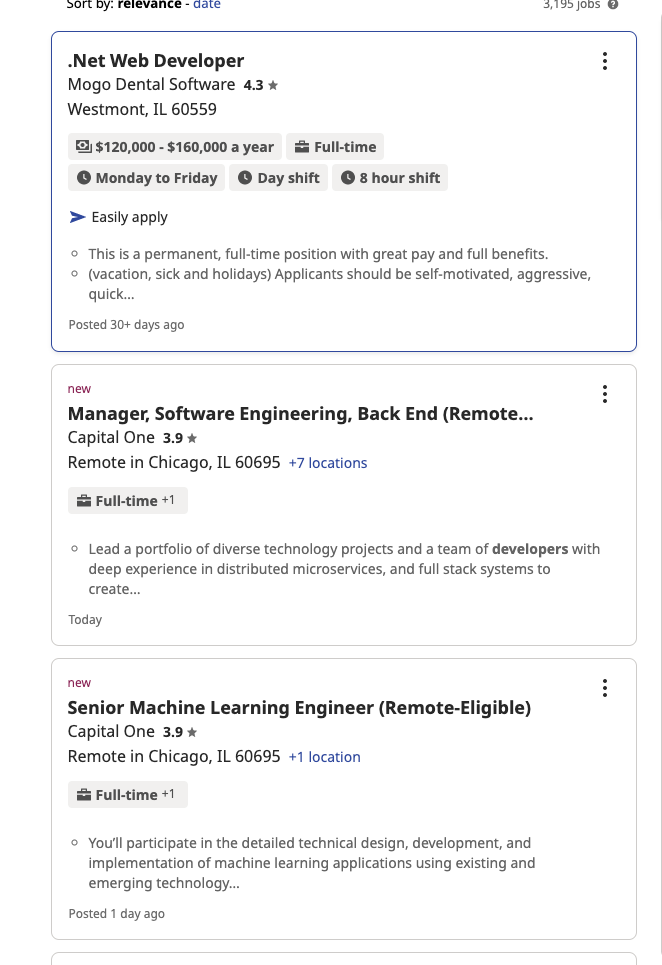 Sort by: relevance - date
3,195 jobs
.Net Web Developer
Mogo Dental Software 4.3
Westmont, IL 60559
$120,000 - $160,000 a year
Full-time
Monday to Friday
Day shift
8 hour shift
Easily apply
This is a permanent, full-time position with great pay and full benefits.
(vacation, sick and holidays) Applicants should be self-motivated, aggressive,
quick...
Posted 30+ days ago
new
Manager, Software Engineering, Back End (Remote...
Capital One 3.9
Remote in Chicago, IL 60695 +7 locations
Full-time +1
Lead a portfolio of diverse technology projects and a team of developers with
deep experience in distributed microservices, and full stack systems to
create...
Today
new
Senior Machine Learning Engineer (Remote-Eligible)
Capital One 3.9
Remote in Chicago, IL 60695 +1 location
Full-time +1
You’ll participate in the detailed technical design, development, and
implementation of machine learning applications using existing and
emerging technology...
Posted 1 day ago